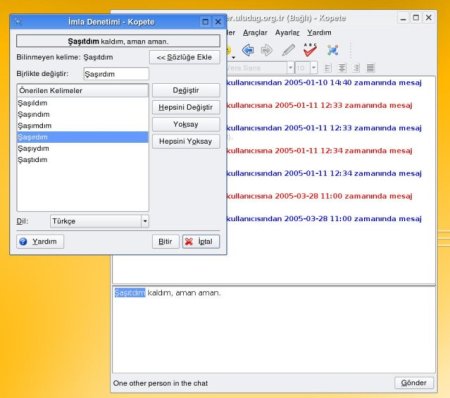 İmla Denetimi - Kopete
Şaşıtdım kaldım, aman aman.
Bilinmeyen kelime: Şaşıtdım
<< Sözlüğe Ekle
Birlikte değiştir: Şaşırdım
Önerilen Kelimeler
Şaşıldım
Şaşındım
Şaşımdım
Şaşırdım
Şaşıydım
Şaştıdım
Değiştir
Hepsini Değiştir
Yoksay
Hepsini Yoksay
Dil: Türkçe
Yardım
Bitir
İptal
er.uludag.org.tr (Bağlı) - Kopete
Araçlar Ayarlar Yardım
Vera Sans 10
kullanıcısından 2005-01-10 14:40 zamanında mesaj
kullanıcısına 2005-01-11 12:33 zamanında mesaj
kullanıcısından 2005-01-11 12:33 zamanında mesaj
kullanıcısına 2005-01-11 12:34 zamanında mesaj
kullanıcısından 2005-01-11 12:34 zamanında mesaj
kullanıcısına 2005-03-28 11:00 zamanında mesaj
kullanıcısından 2005-03-28 11:00 zamanında mesaj
Şaşıtdım kaldım, aman aman.
One other person in the chat
Gönder